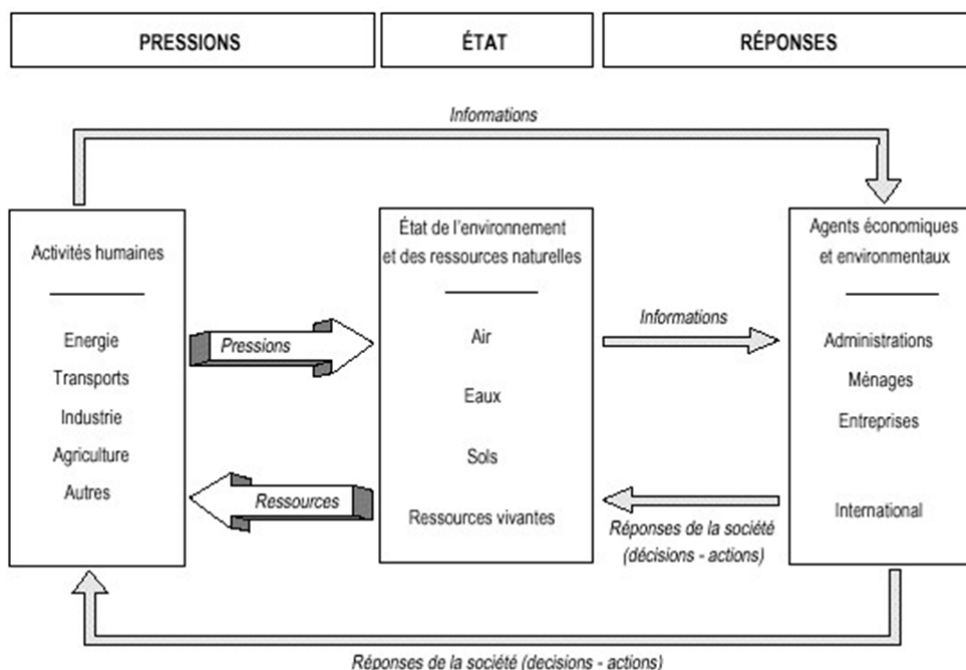 PRESSIONS
ÉTAT
RÉPONSES
Informations
Activités humaines
Energie
Transports
Industrie
Agriculture
Autres
Pressions
Ressources
État de l'environnement
et des ressources naturelles
Air
Eaux
Sols
Ressources vivantes
Informations
Réponses de la société
(décisions - actions)
Agents économiques
et environmentaux
Administrations
Ménages
Entreprises
International
Réponses de la société (decisions - actions)